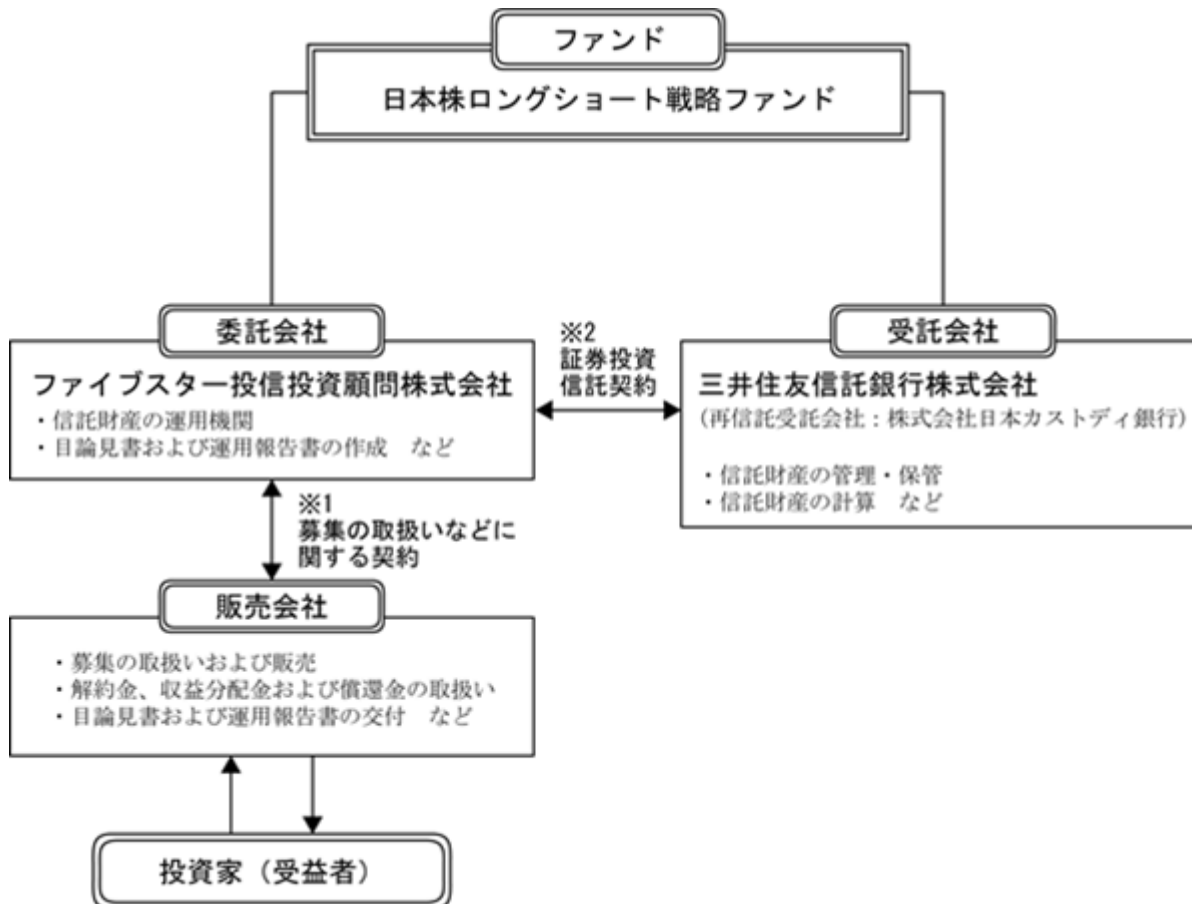 ファンド
日本株ロングショート戦略ファンド
委託会社
ファイブスター投信投資顧問株式会社
・信託財産の運用機関
・目論見書および運用報告書の作成　など
※2
証券投資
信託契約
受託会社
三井住友信託銀行株式会社
(再信託受託会社：株式会社日本カストディ銀行)
・信託財産の管理・保管
・信託財産の計算　など
※1
募集の取扱いなどに
関する契約
販売会社
・募集の取扱いおよび販売
・解約金、収益分配金および償還金の取扱い
・目論見書および運用報告書の交付　など
投資家（受益者）